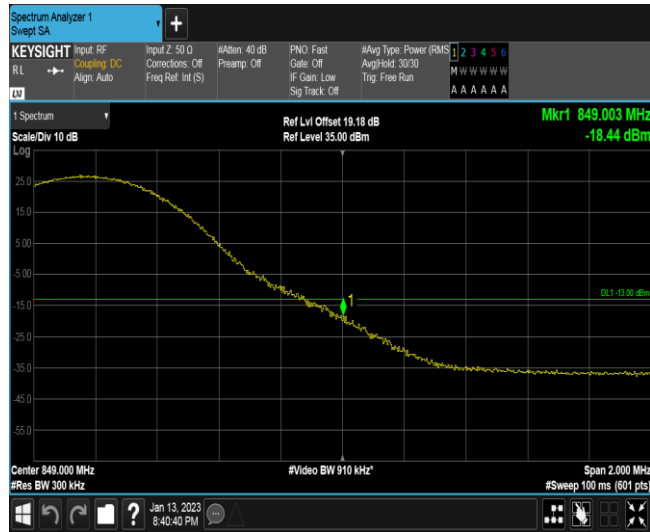 Spectrum Analyzer 1
Swept SA
KEYSIGHT
RL
LXI
Input: RF
Coupling: DC
Align: Auto
Input Z: 50 Ω
Corrections: Off
Freq Ref: Int (S)
#Atten: 40 dB
Preamp: Off
PNO: Fast
Gate: Off
IF Gain: Low
Sig Track: Off
#Avg Type: Power (RMS
Avg|Hold: 30/30
Trig: Free Run
1 2 3 4 5 6
M W W W W W
A A A A A A
1 Spectrum
Scale/Div 10 dB
Log
Ref Lvl Offset 19.18 dB
Ref Level 35.00 dBm
Mkr1 849.003 MHz
-18.44 dBm
25.0
15.0
5.00
-5.00
DL1 -13.00 dBm
1
-15.0
-25.0
-35.0
-45.0
-55.0
Center 849.000 MHz
#Video BW 910 kHz*
Span 2.000 MHz
#Res BW 300 kHz
#Sweep 100 ms (601 pts)
Jan 13, 2023
8:40:40 PM